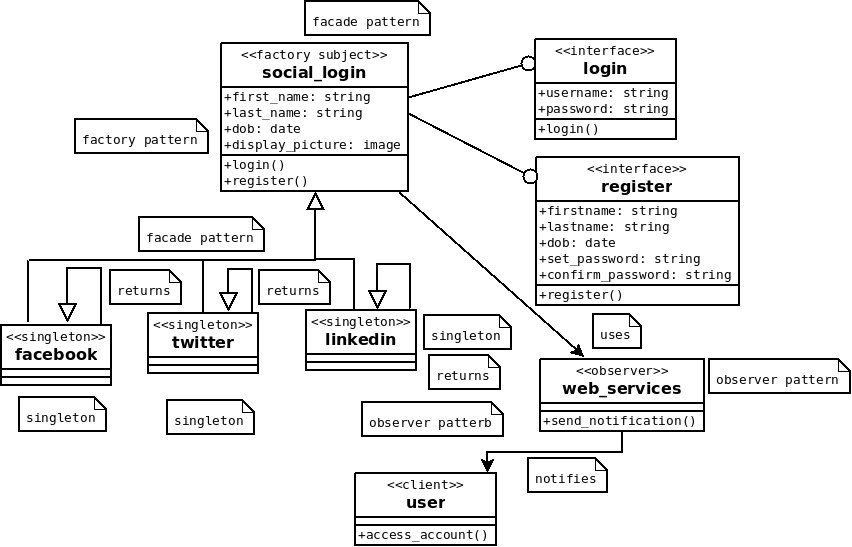 facade pattern
<<factory subject>>
social_login
+first_name: string
+last_name: string
+dob: date
+display_picture: image
+login()
+register()
<<interface>>
login
+username: string
+password: string
+login()
factory pattern
<<interface>>
register
+firstname: string
+lastname: string
+dob: date
+set_password: string
+confirm_password: string
+register()
facade pattern
returns
returns
<<singleton>>
facebook
<<singleton>>
twitter
<<singleton>>
linkedin
singleton
returns
uses
<<observer>>
web_services
+send_notification()
observer pattern
singleton
singleton
observer patterb
notifies
<<client>>
user
+access_account()